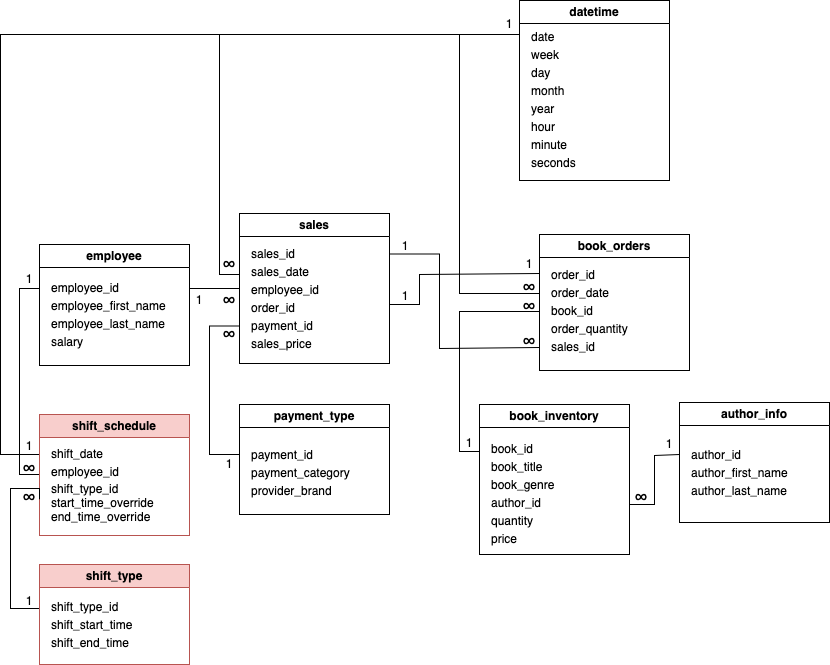 datetime
1
date
week
day
month
year
hour
minute
seconds
sales
∞
sales_id
sales_date
employee_id
order_id
payment_id
sales_price
1
∞
∞
1
1
employee
1
employee_id
employee_first_name
employee_last_name
salary
book_orders
1
order_id
∞
order_date
∞
book_id
order_quantity
∞
sales_id
shift_schedule
1
shift_date
∞
employee_id
shift_type_id
∞
start_time_override
end_time_override
payment_type
1
payment_id
payment_category
provider_brand
book_inventory
1
book_id
book_title
book_genre
author_id
∞
quantity
price
author_info
1
author_id
author_first_name
author_last_name
shift_type
1
shift_type_id
shift_start_time
shift_end_time